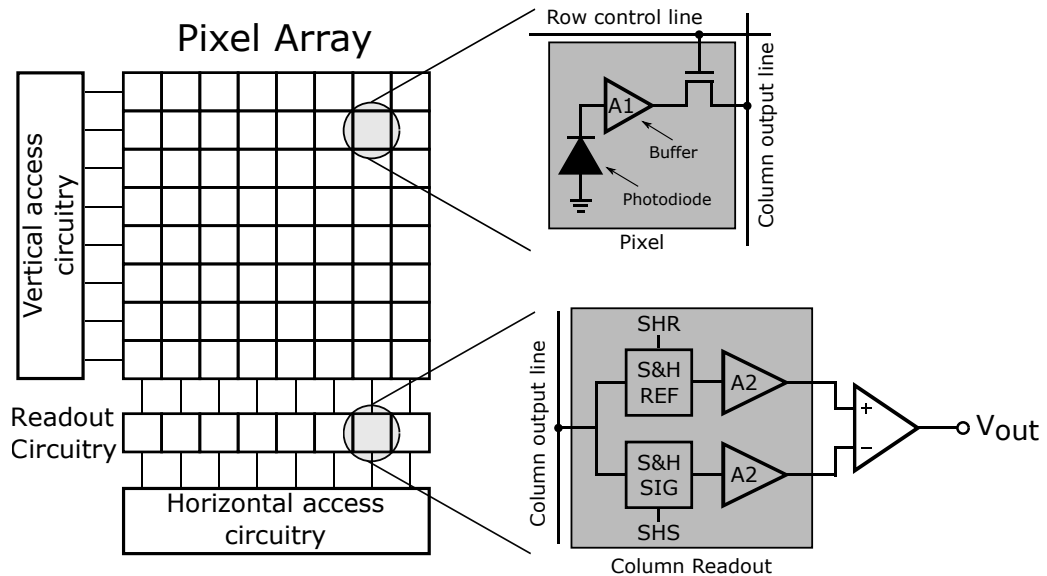 Pixel Array
Vertical access
circuitry
Readout
Circuitry
Horizontal access
circuitry
Row control line
Column output line
A1
Buffer
Photodiode
Pixel
Column output line
SHR
S&H
REF
A2
S&H
SIG
A2
SHS
+
−
Vout
Column Readout